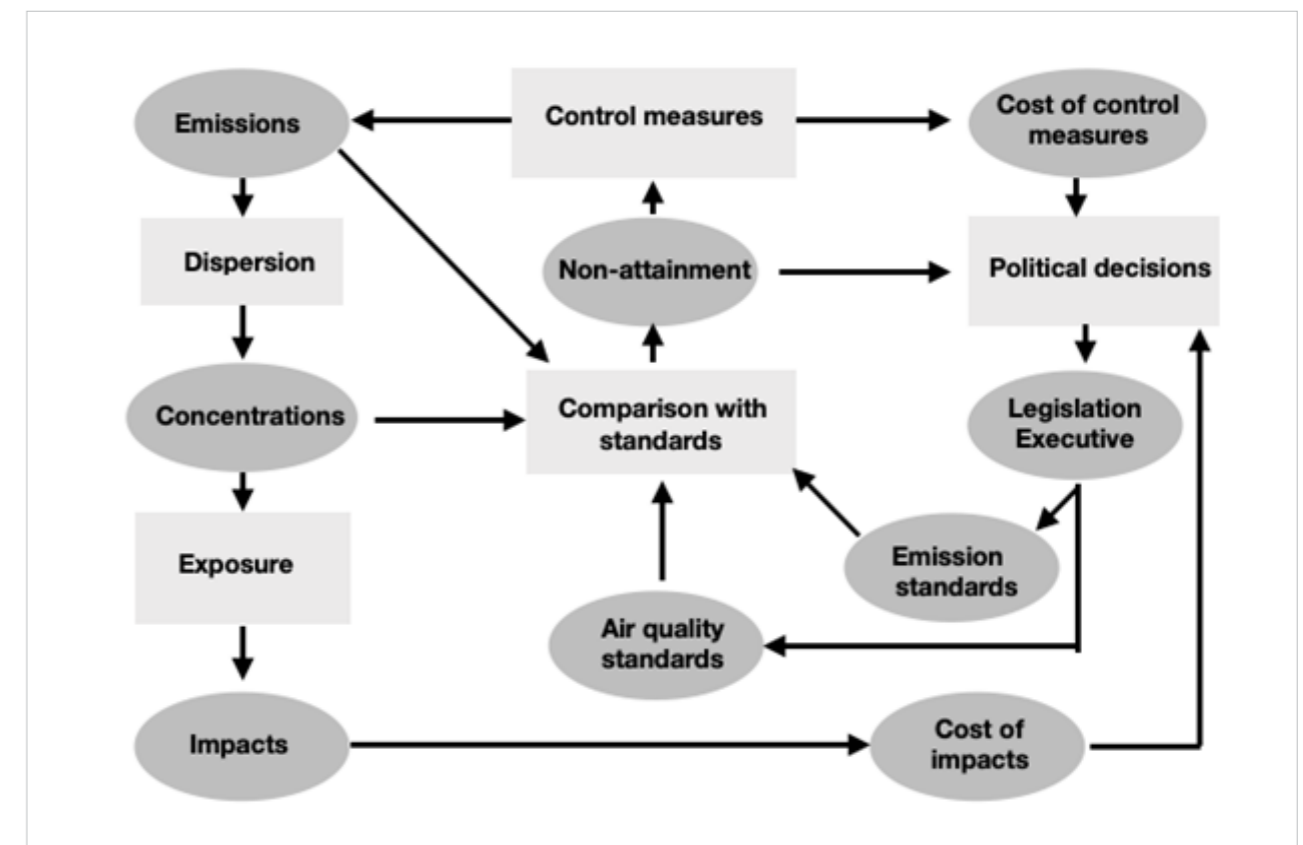 Emissions
Control measures
Cost of control
measures
Dispersion
Non-attainment
Political decisions
Concentrations
Comparison with
standards
Legislation
Executive
Exposure
Emission
standards
Air quality
standards
Impacts
Cost of
impacts